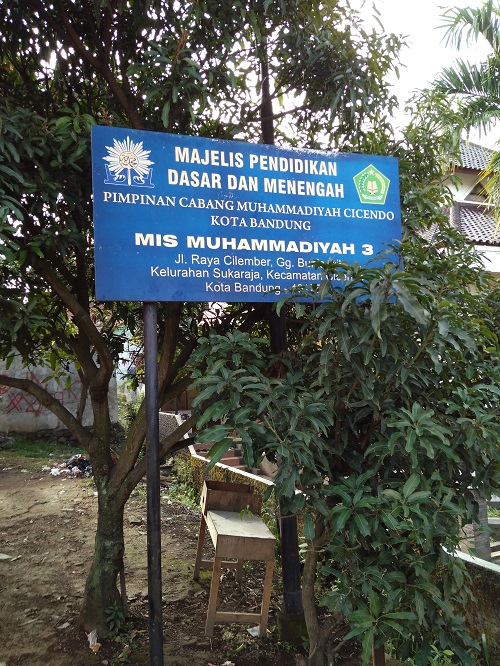 MAJELIS PENDIDIKAN
DASAR DAN MENENGAH
PIMPINAN CABANG MUHAMMADIYAH CICENDO
KOTA BANDUNG
MIS MUHAMMADIYAH 3
Jl. Raya Cilember, Gg.
Kelurahan Sukaraja, Kecamatan
Kota Bandung -